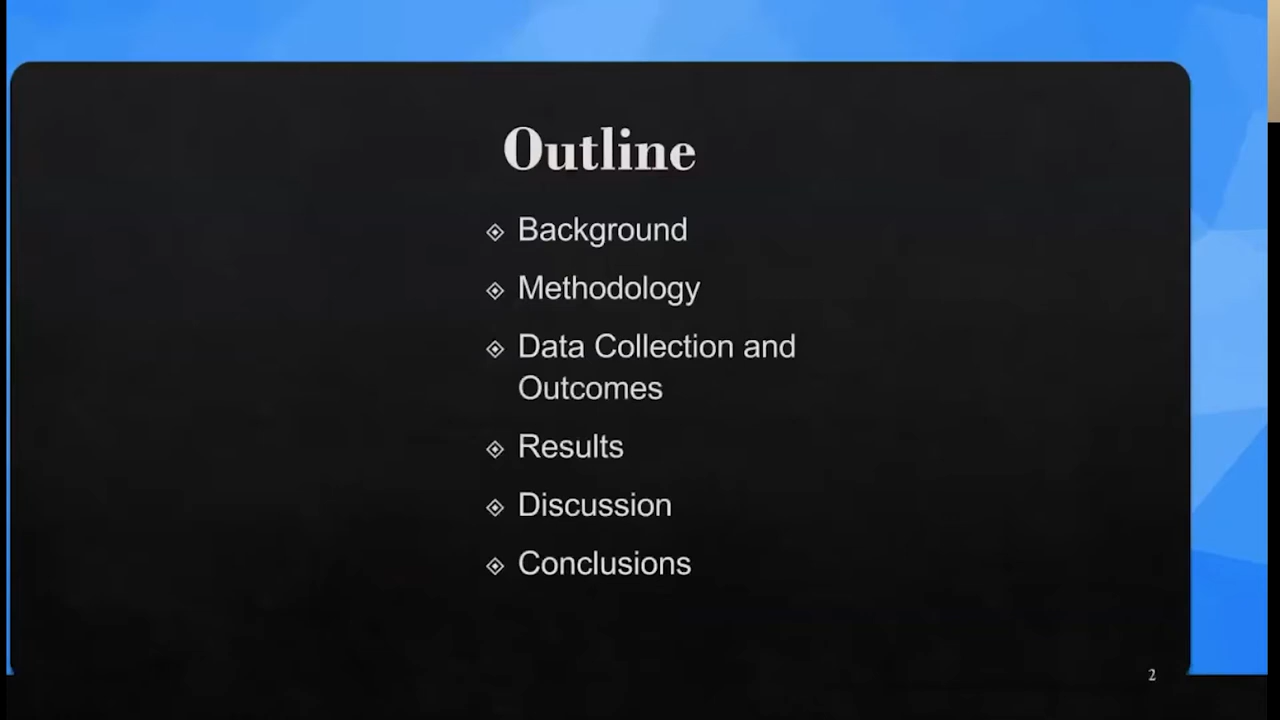 Outline
Background
Methodology
Data Collection and
Outcomes
Results
Discussion
Conclusions
2